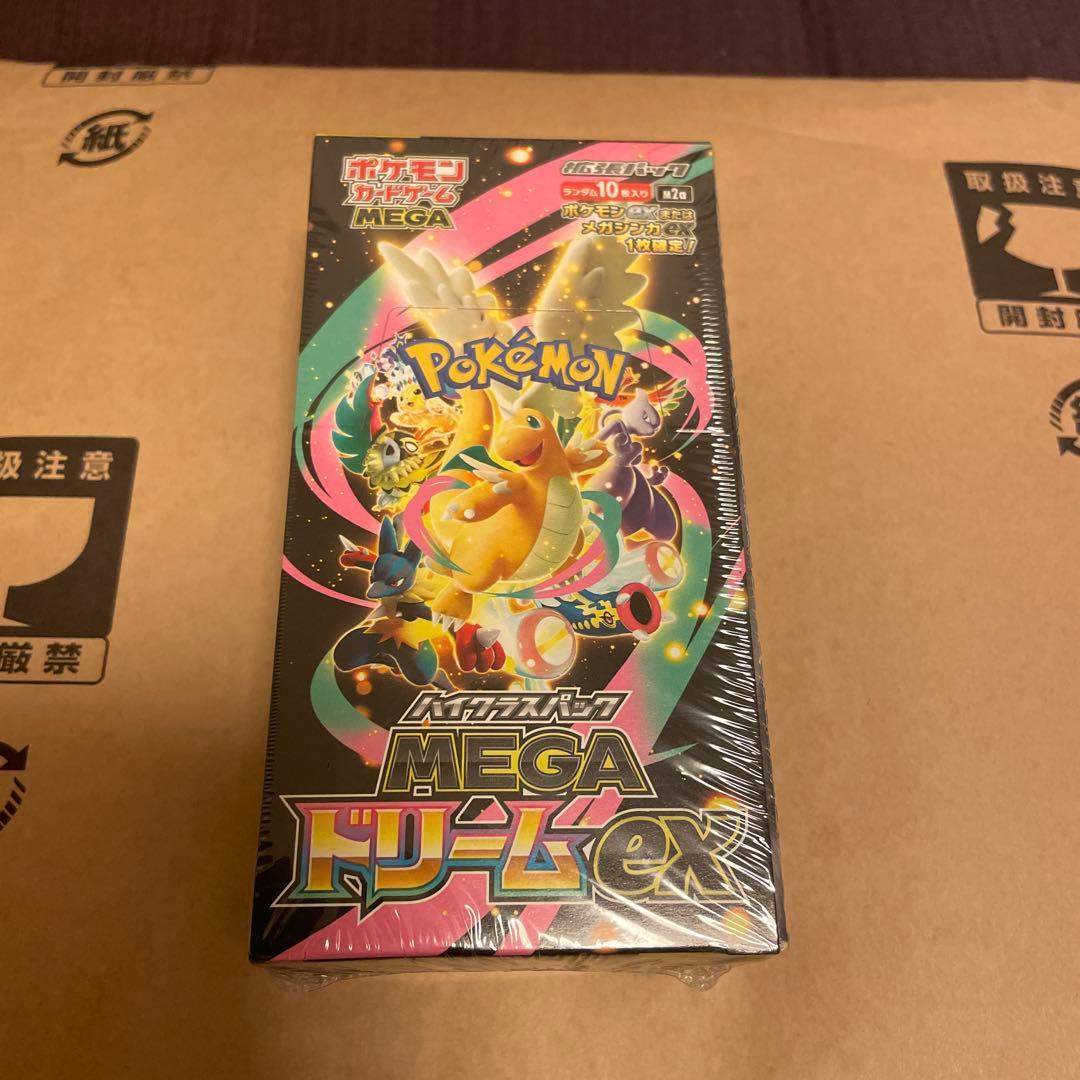 開封厳禁
紙
ポケモン
カードゲーム
MEGA
拡張パック
ランダム10枚入り M2a
ポケモンexまたは
メガシンカex
1枚確定!
POKÉMON
TM
ハイクラスパック
MEGA
ドリームex
取扱注意
開封
扱注意
厳禁